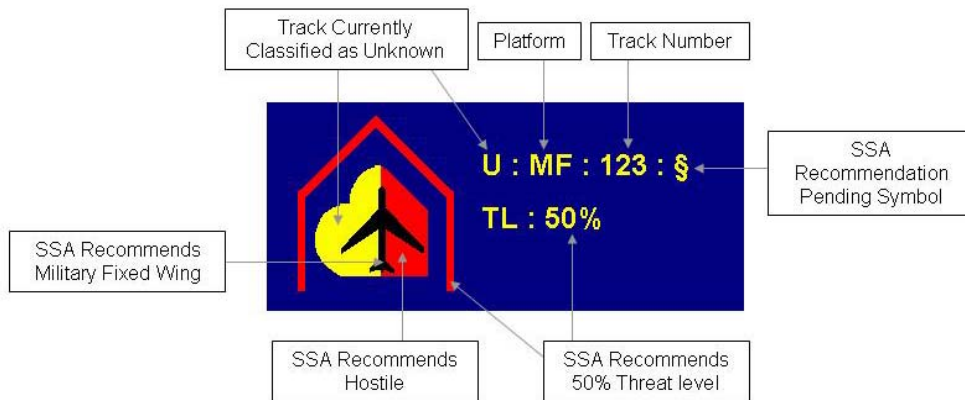 Track Currently
Classified as Unknown
Platform
Track Number
U : MF : 123 : §
TL : 50%
SSA
Recommendation
Pending Symbol
SSA Recommends
Military Fixed Wing
SSA Recommends
Hostile
SSA Recommends
50% Threat level